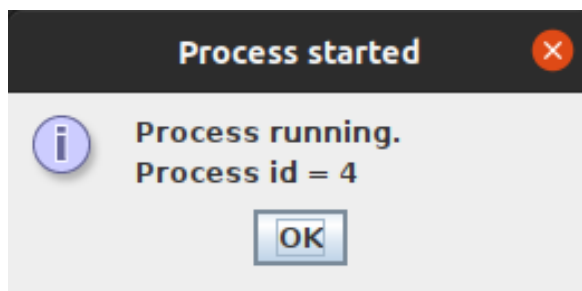 Process started
Process running.
Process id = 4
OK